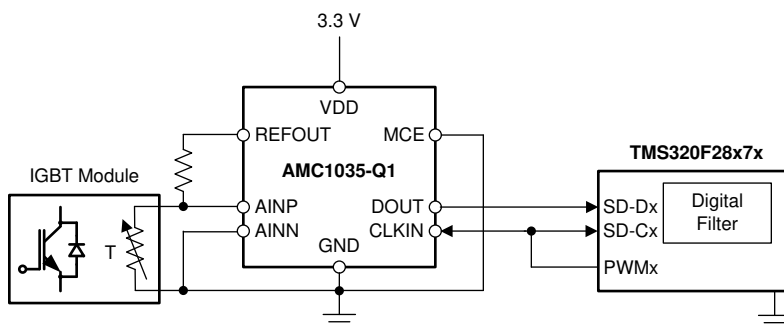 3.3 V
VDD
REFOUT
MCE
AMC1035-Q1
TMS320F28x7x
IGBT Module
Digital
Filter
AINP
DOUT
SD-Dx
AINN
CLKIN
SD-Cx
T
GND
PWMx